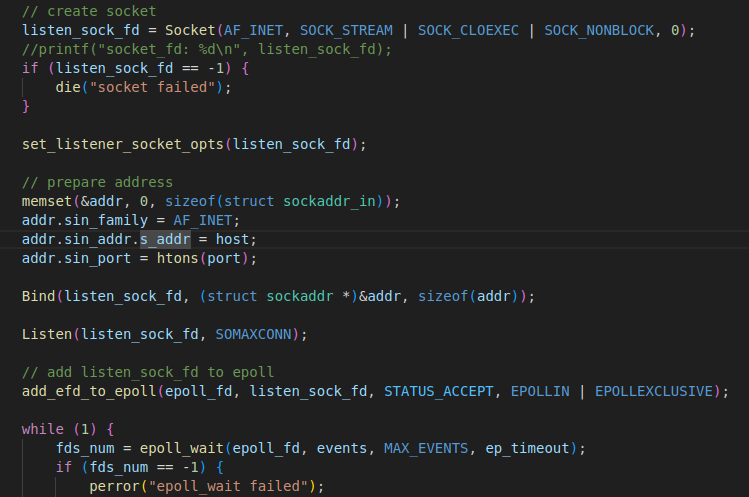 // create socket
listen_sock_fd = Socket(AF_INET, SOCK_STREAM | SOCK_CLOEXEC | SOCK_NONBLOCK, 0);
//printf("socket_fd: %d\n", listen_sock_fd);
if (listen_sock_fd == -1) {
    die("socket failed");
}
set_listener_socket_opts(listen_sock_fd);
// prepare address
memset(&addr, 0, sizeof(struct sockaddr_in));
addr.sin_family = AF_INET;
addr.sin_addr.s_addr = host;
addr.sin_port = htons(port);
Bind(listen_sock_fd, (struct sockaddr *)&addr, sizeof(addr));
Listen(listen_sock_fd, SOMAXCONN);
// add listen_sock_fd to epoll
add_efd_to_epoll(epoll_fd, listen_sock_fd, STATUS_ACCEPT, EPOLLIN | EPOLLEXCLUSIVE);
while (1) {
    fds_num = epoll_wait(epoll_fd, events, MAX_EVENTS, ep_timeout);
    if (fds_num == -1) {
        perror("epoll_wait failed");